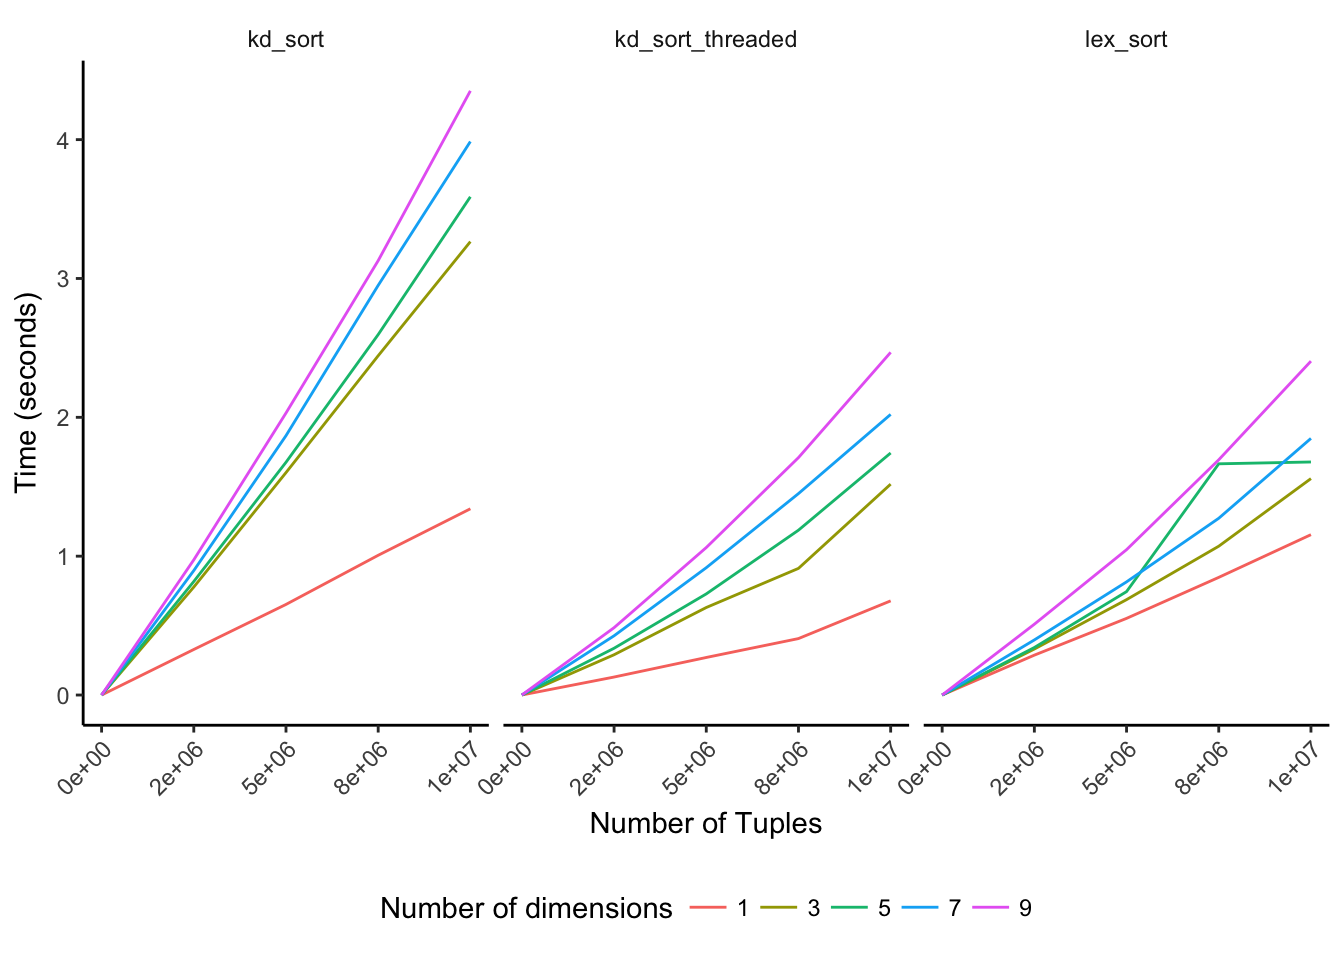 kd_sort kd_sort_threaded lex_sort
Time (seconds)
4
3
2
1
0
0e+00 2e+06 5e+06 8e+06 1e+07 0e+00 2e+06 5e+06 8e+06 1e+07 0e+00 2e+06 5e+06 8e+06 1e+07
Number of Tuples
Number of dimensions 1 3 5 7 9